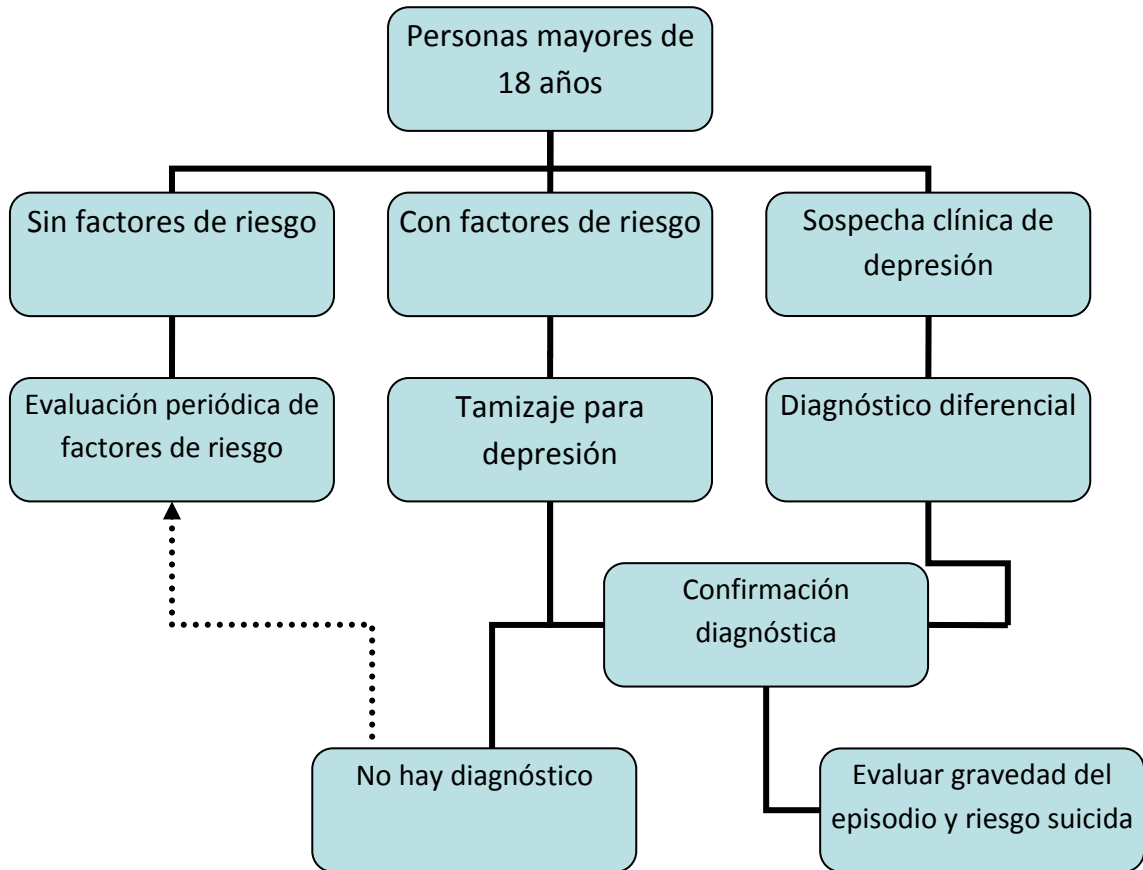 Personas mayores de
18 años
Sin factores de riesgo
Con factores de riesgo
Sospecha clínica de
depresión
Evaluación periódica de
factores de riesgo
Tamizaje para
depresión
Diagnóstico diferencial
Confirmación
diagnóstica
No hay diagnóstico
Evaluar gravedad del
episodio y riesgo suicida